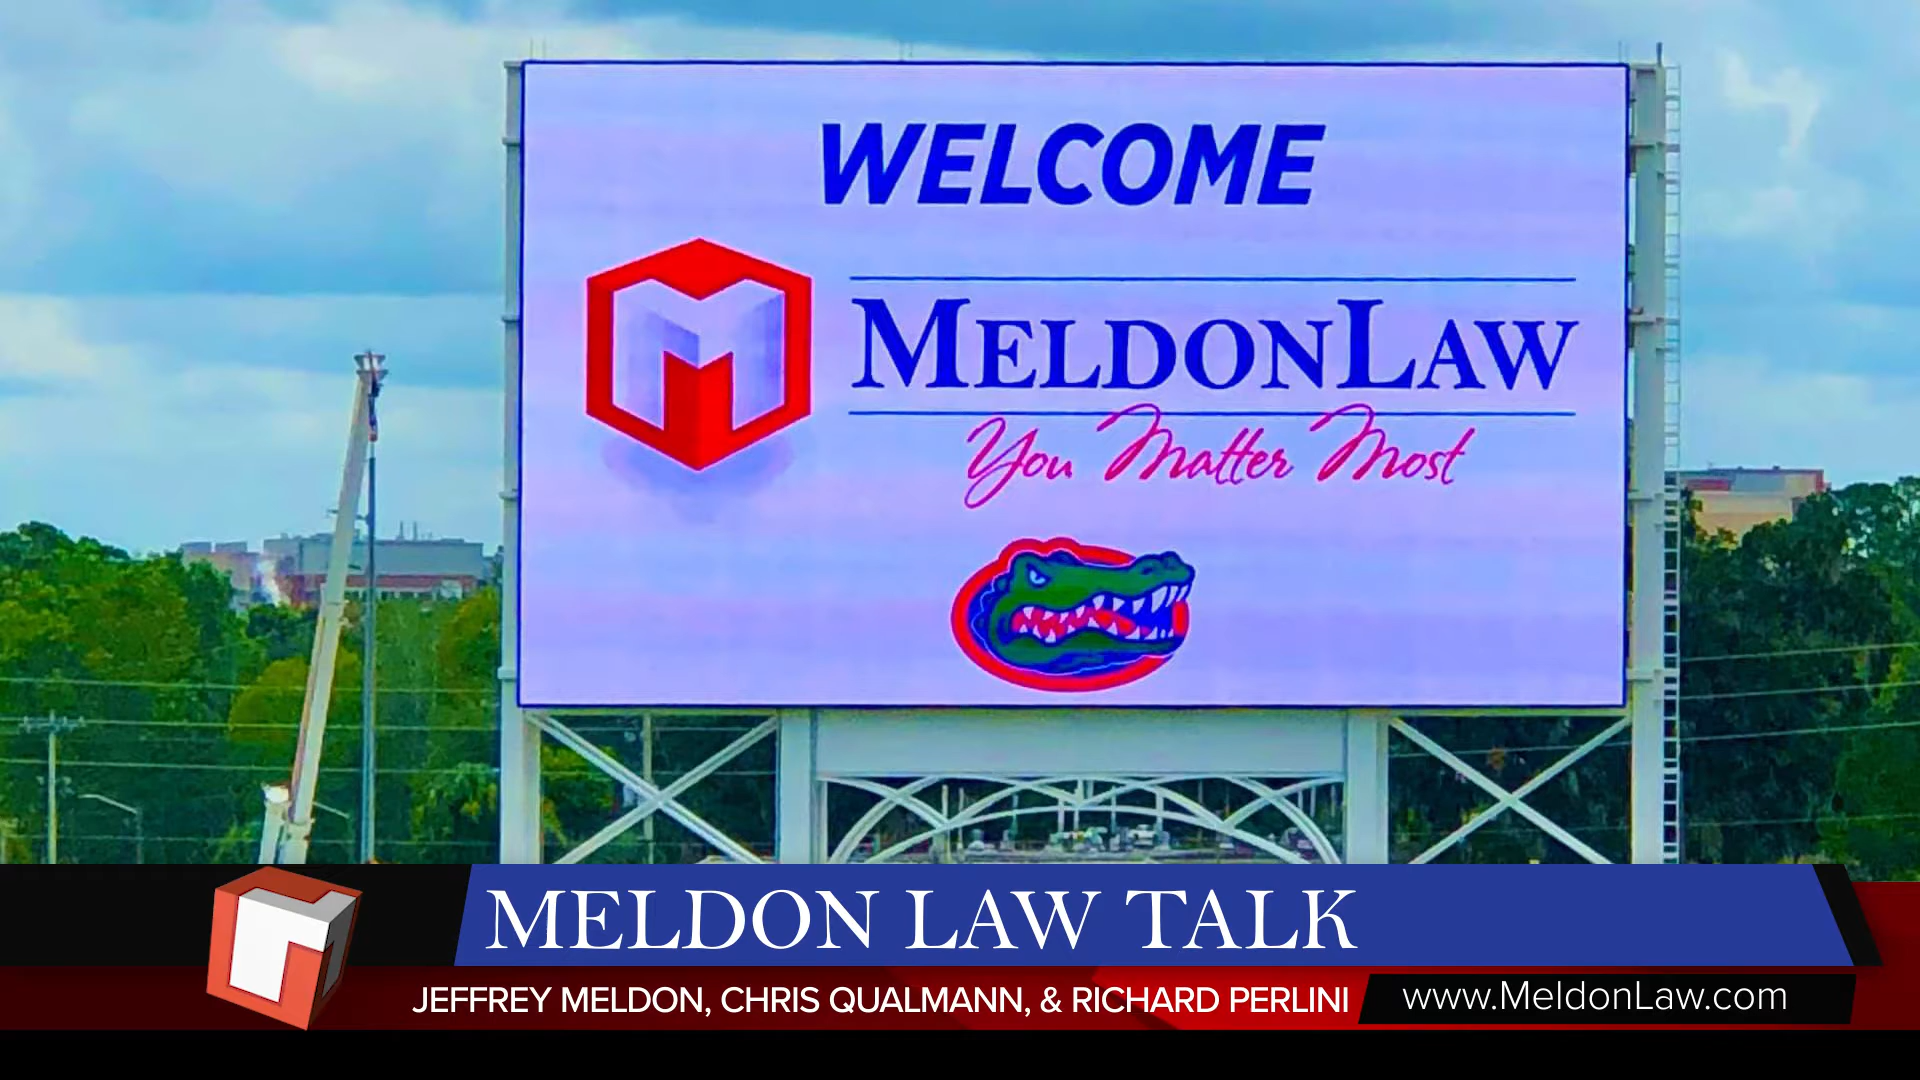 WELCOME
MELDONLAW
You Matter Most
MELDON LAW TALK
JEFFREY MELDON, CHRIS QUALMANN, & RICHARD PERLINI
www.MeldonLaw.com